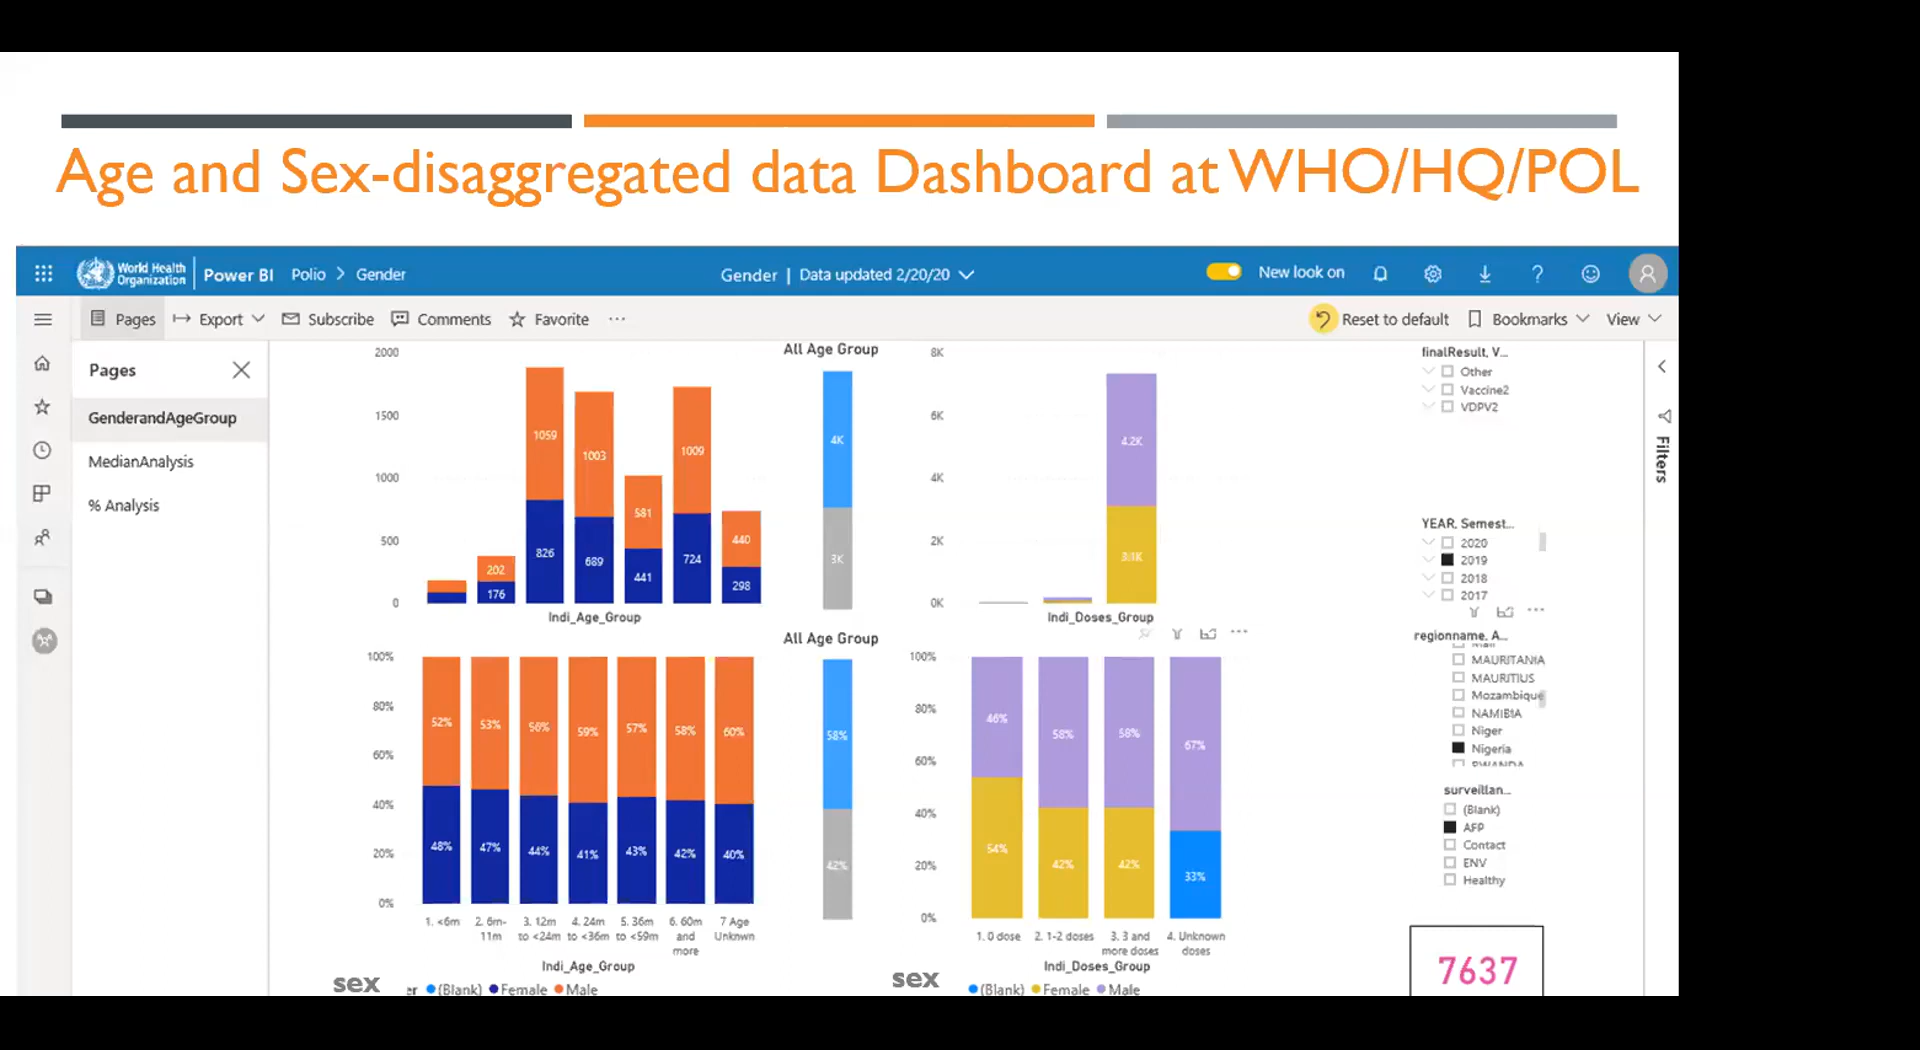 Age and Sex-disaggregated data Dashboard at WHO/HQ/POL
World Health Organization
Power BI
Polio > Gender
Gender | Data updated 2/20/20
New look on
?
Pages
Export
Subscribe
Comments
Favorite
...
Reset to default
Bookmarks
View
Pages
GenderandAgeGroup
MedianAnalysis
% Analysis
2000
1500
1000
500
0
1059
1003
1009
202
581
440
826
689
724
176
441
298
Indi_Age_Group
All Age Group
4K
3K
8K
6K
4K
2K
0K
4.2K
3.1K
Indi_Doses_Group
finalResult, V...
Other
Vaccine2
VDPV2
Filters
YEAR, Semest...
2020
2019
2018
2017
regionname, A...
MAURITANIA
MAURITIUS
Mozambique
NAMIBIA
Niger
Nigeria
RWANDA
surveillan...
(Blank)
AFP
Contact
ENV
Healthy
7637
100%
80%
60%
40%
20%
0%
52%
53%
56%
59%
57%
58%
60%
48%
47%
44%
41%
43%
42%
40%
1. <6m
2. 6m-11m
3. 12m to <24m
4. 24m to <36m
5. 36m to <59m
6. 60m and more
7 Age Unknwn
Indi_Age_Group
sex
er (Blank) Female Male
All Age Group
58%
42%
100%
80%
60%
40%
20%
0%
46%
58%
58%
67%
54%
42%
42%
33%
1. 0 dose
2. 1-2 doses
3. 3 and more doses
4. Unknown doses
Indi_Doses_Group
sex
(Blank) Female Male